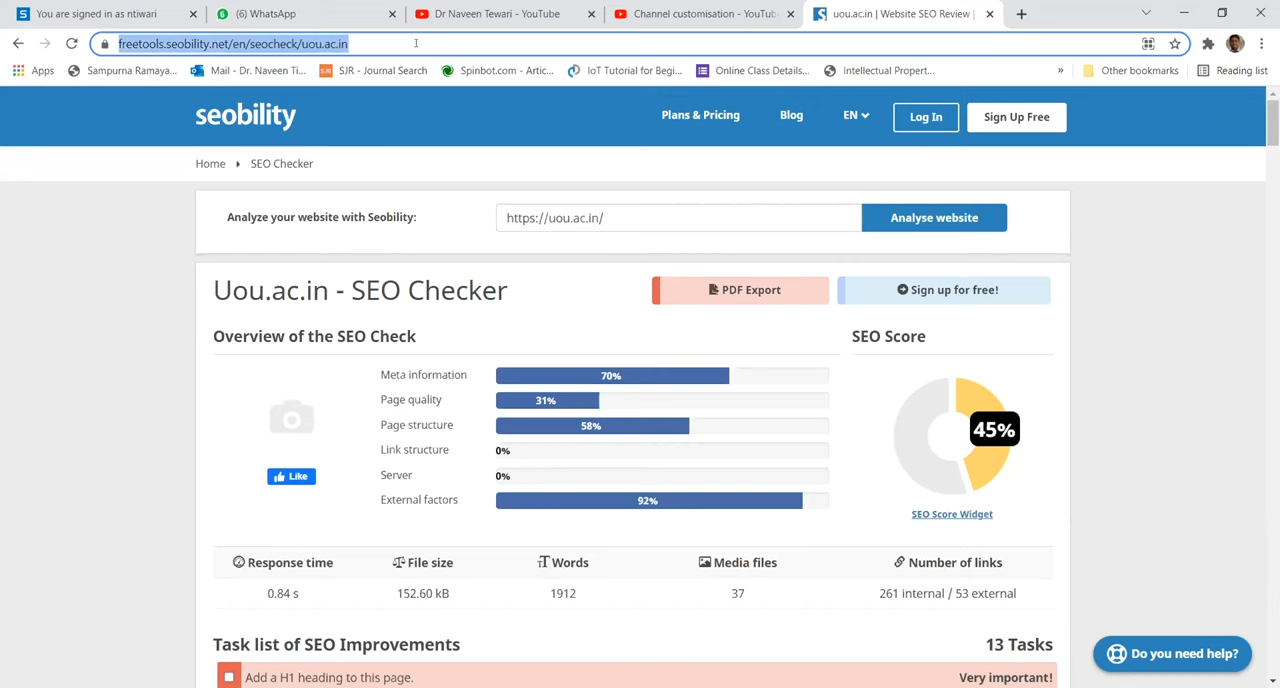 You are signed in as ntiwari
(6) WhatsApp
Dr Naveen Tewari - YouTube
Channel customisation - YouTub
uou.ac.in | Website SEO Review |
freetools.seobility.net/en/seocheck/uou.ac.in
Apps
Sampurna Ramaya...
Mail - Dr. Naveen Ti...
SJR - Journal Search
Spinbot.com - Artic...
IoT Tutorial for Begi...
Online Class Details...
Intellectual Propert...
»
Other bookmarks
Reading list
seobility
Plans & Pricing
Blog
EN
Log In
Sign Up Free
Home
SEO Checker
Analyze your website with Seobility:
https://uou.ac.in/
Analyse website
Uou.ac.in - SEO Checker
PDF Export
Sign up for free!
Overview of the SEO Check
SEO Score
Meta information 70%
Page quality 31%
Page structure 58%
Link structure 0%
Server 0%
External factors 92%
Like
45%
SEO Score Widget
Response time File size Words Media files Number of links
0.84 s 152.60 kB 1912 37 261 internal / 53 external
Task list of SEO Improvements 13 Tasks
Add a H1 heading to this page. Very important!
Do you need help?